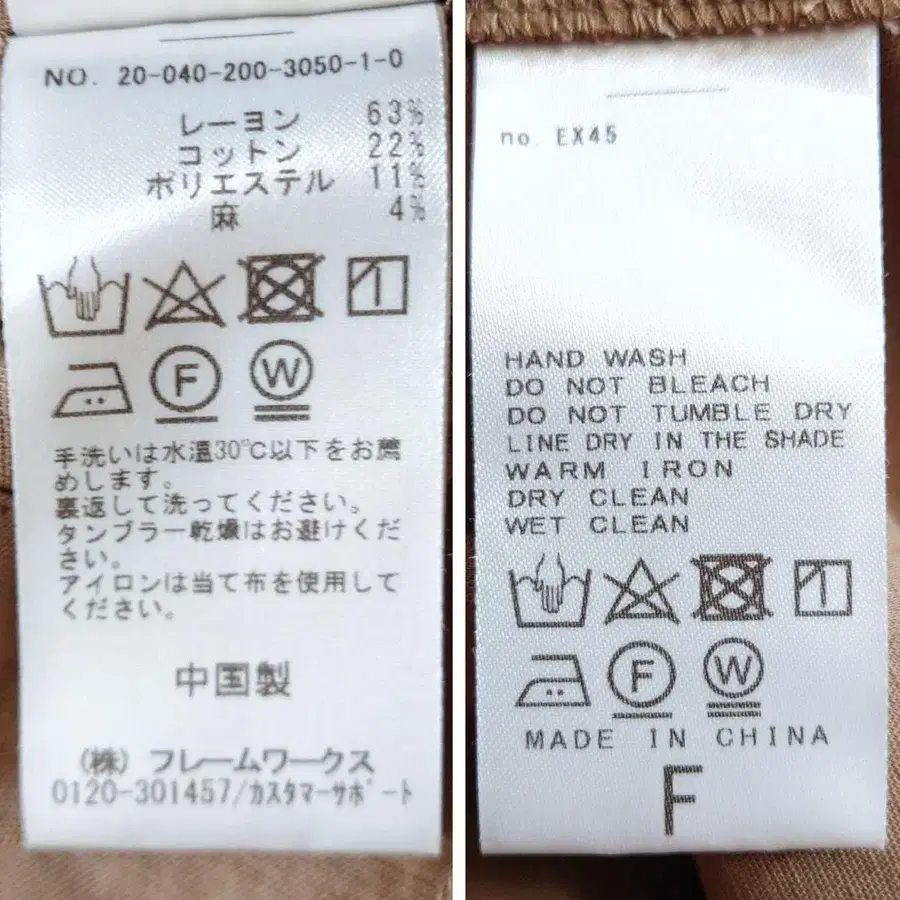 NO. 20-040-200-3050-1-0
レーヨン 63%
コットン 22%
ポリエステル 11%
麻 4%
F W
手洗いは水温30℃以下をお薦
めします。
裏返して洗ってください。
タンブラー乾燥はお避けくだ
さい。
アイロンは当て布を使用して
ください。
中国製
(株) フレームワークス
0120-301457/カスタマーサポート
no. EX45
HAND WASH
DO NOT BLEACH
DO NOT TUMBLE DRY
LINE DRY IN THE SHADE
WARM IRON
DRY CLEAN
WET CLEAN
F W
MADE IN CHINA
F